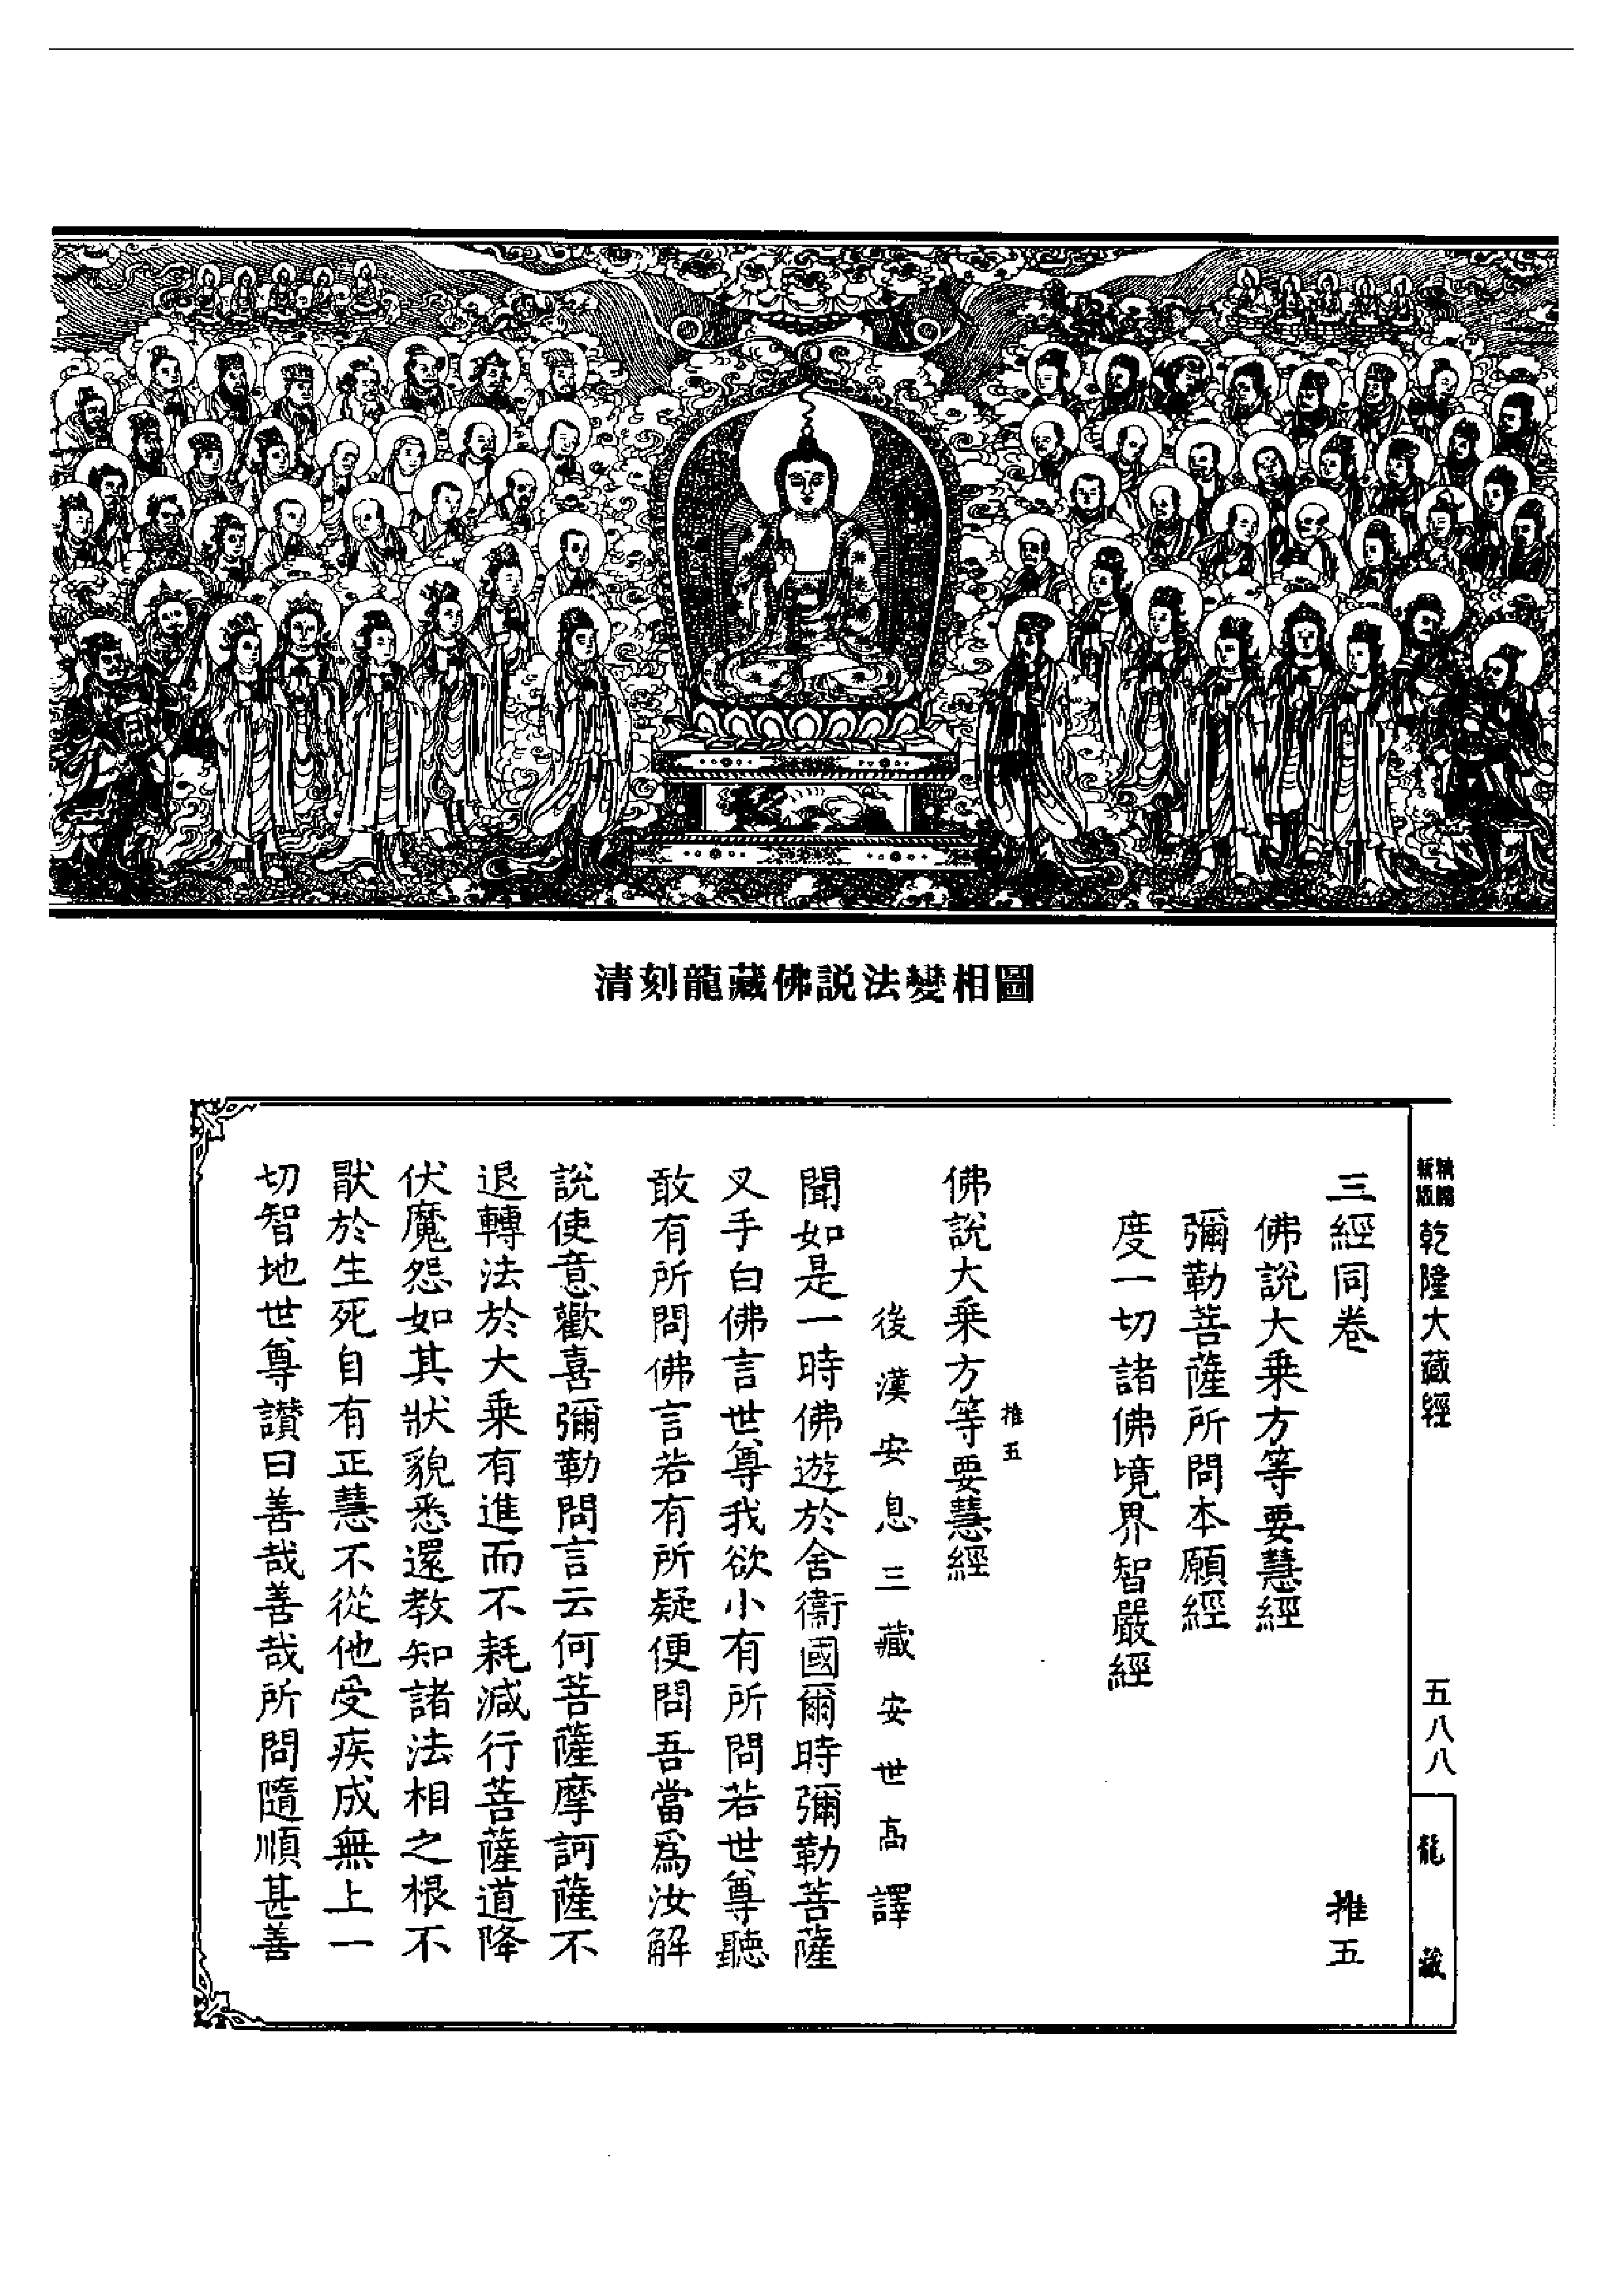 清刻龍藏佛説法變相圖
乾隆大藏經
五八八
龍藏
三經同卷 推五
佛說大乘方等要慧經
彌勒菩薩所問本願經
度一切諸佛境界智嚴經
推五
佛說大乘方等要慧經
後漢安息三藏安世高譯
聞如是一時佛遊於舍衞國爾時彌勒菩薩
叉手白佛言世尊我欲小有所問若世尊聽
敢有所問佛言若有所疑便問吾當爲汝解
說使意歡喜彌勒問言云何菩薩摩訶薩不
退轉法於大乘有進而不耗減行菩薩道降
伏魔怨如其狀貌悉還教知諸法相之根不
猒於生死自有正慧不從他受疾成無上一
切智地世尊讃曰善哉善哉所問隨順甚善